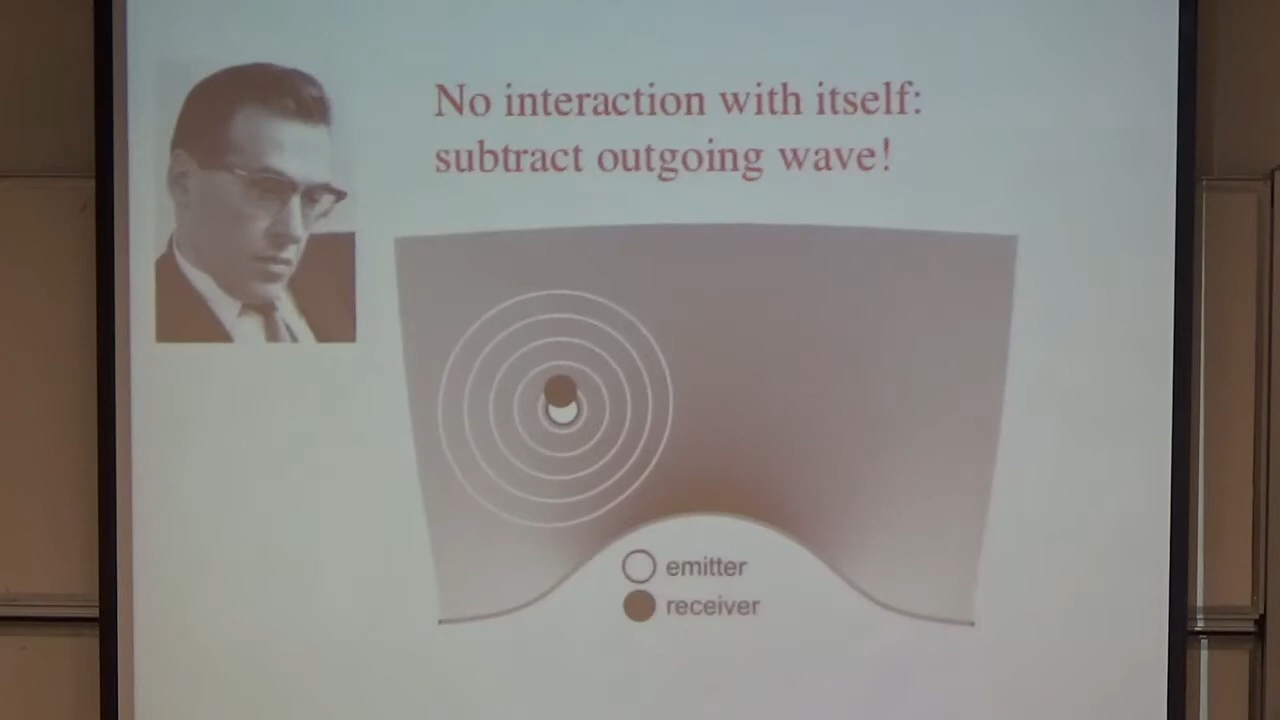 No interaction with itself:
subtract outgoing wave!
emitter
receiver